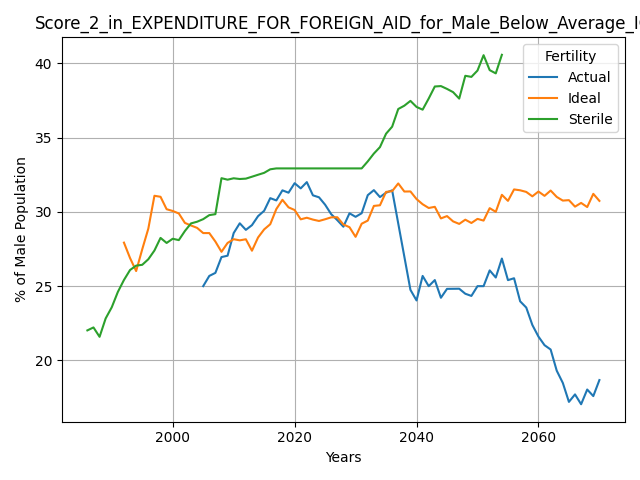 Score_2_in_EXPENDITURE_FOR_FOREIGN_AID_for_Male_Below_Average_I
Fertility
Actual
Ideal
Sterile
% of Male Population
40
35
30
25
20
2000
2020
2040
2060
Years